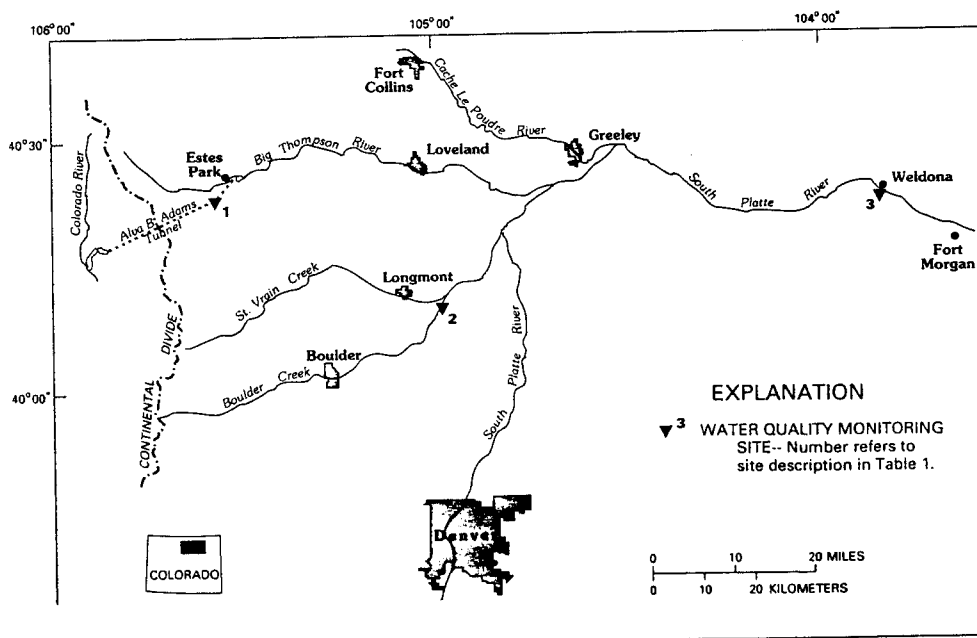 106°00"
105°00"
104°00"
Fort
Collins
Cache Le Poudre River
40°30"
Greeley
Estes
Park
Big Thompson River
Loveland
South Platte River
Weldona
3
Colorado River
1
Alva B. Adams
Tunnel
Fort
Morgan
St. Vrain Creek
Longmont
2
CONTINENTAL DIVIDE
Boulder
Boulder Creek
South Platte River
40°00"
EXPLANATION
3 WATER QUALITY MONITORING
SITE-- Number refers to
site description in Table 1.
Denver
COLORADO
0 10 20 MILES
0 10 20 KILOMETERS